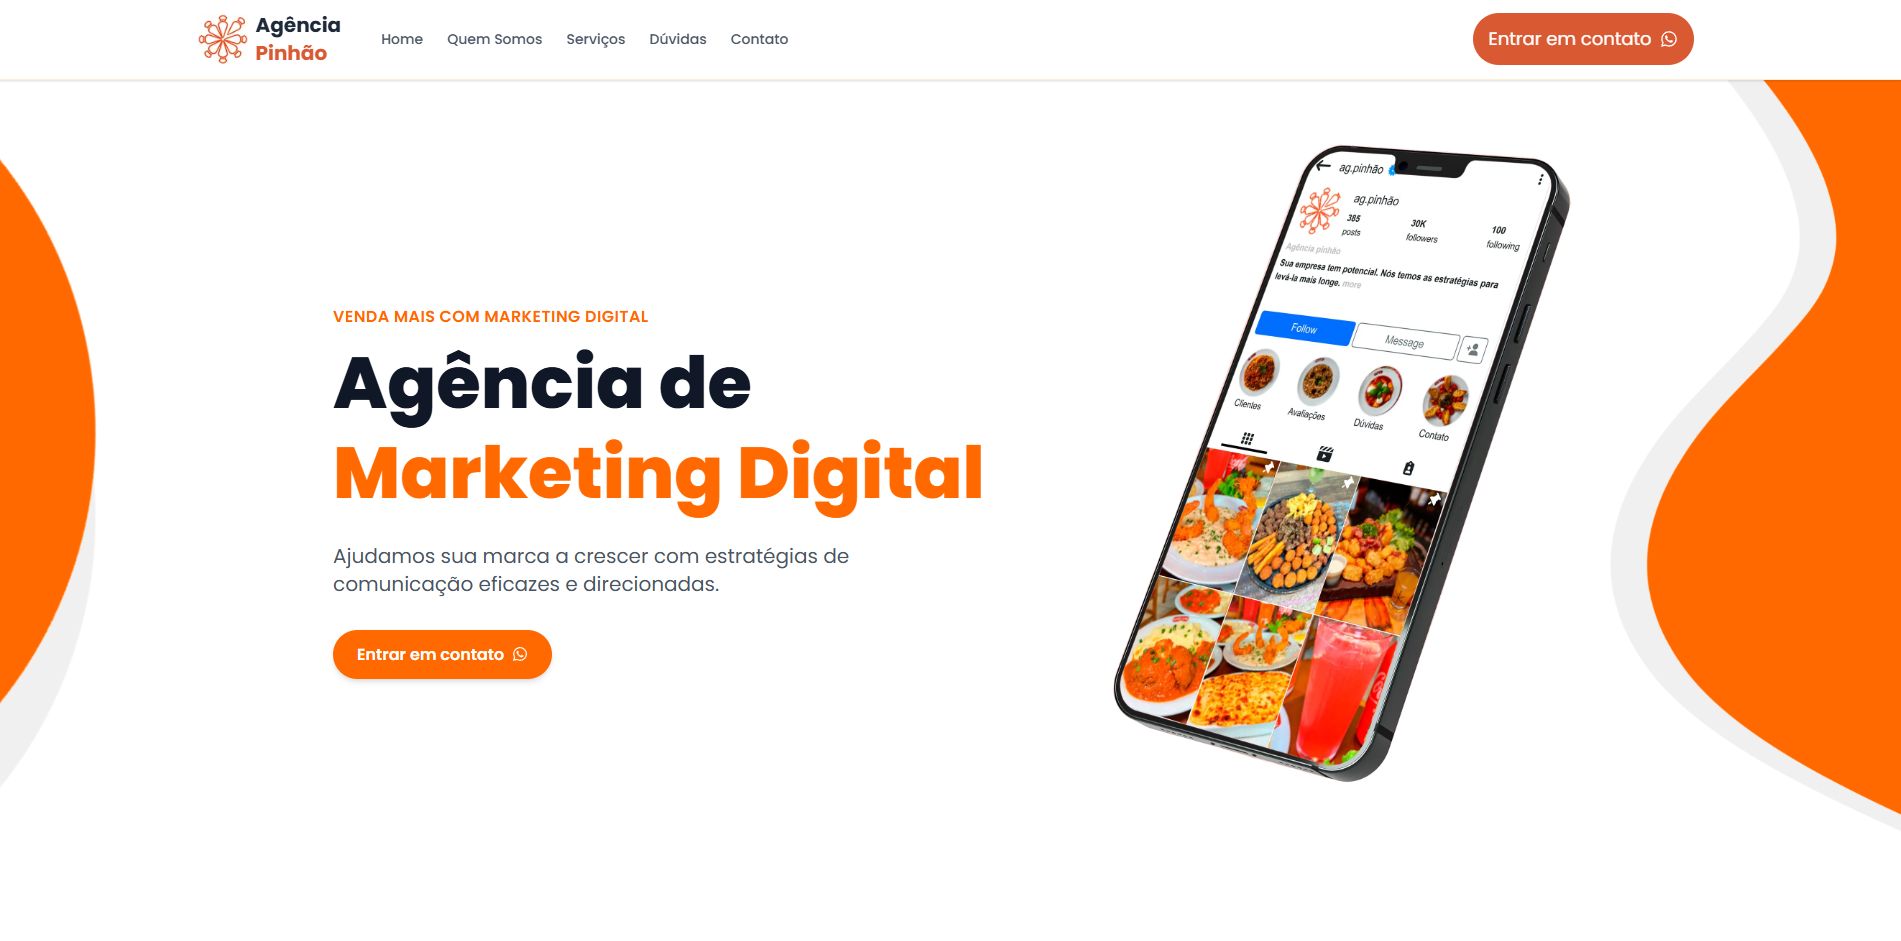 Agência
Pinhão
Home
Quem Somos
Serviços
Dúvidas
Contato
Entrar em contato
VENDA MAIS COM MARKETING DIGITAL
Agência de
Marketing Digital
Ajudamos sua marca a crescer com estratégias de
comunicação eficazes e direcionadas.
Entrar em contato
ag.pinhão
ag.pinhão
385
posts
30K
followers
100
following
Agência pinhão
Sua empresa tem potencial. Nós temos as estratégias para
levá-la mais longe. more
Follow
Message
Clientes
Avaliações
Dúvidas
Contato